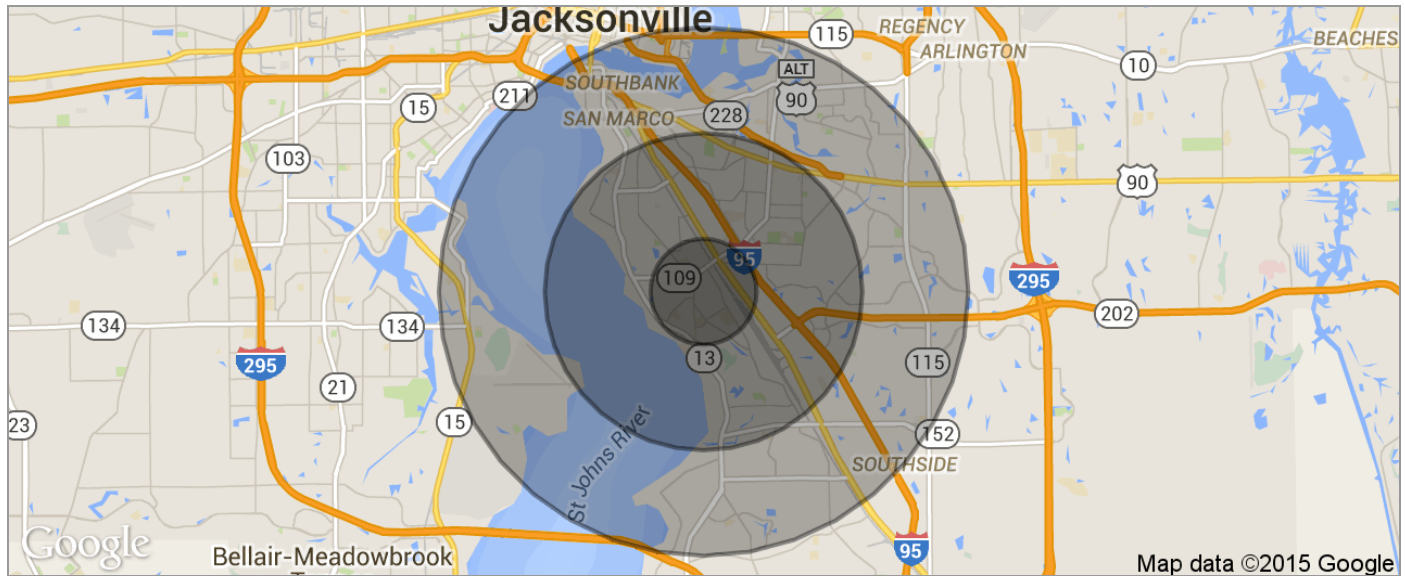 Jacksonville
REGENCY
115
ARLINGTON
BEACHES
10
ALT
90
SOUTHBANK
211
15
SAN MARCO
228
103
90
95
109
295
202
134
134
13
295
115
21
15
23
152
St Johns River
SOUTHSIDE
95
Google
Bellair-Meadowbrook
Map data ©2015 Google